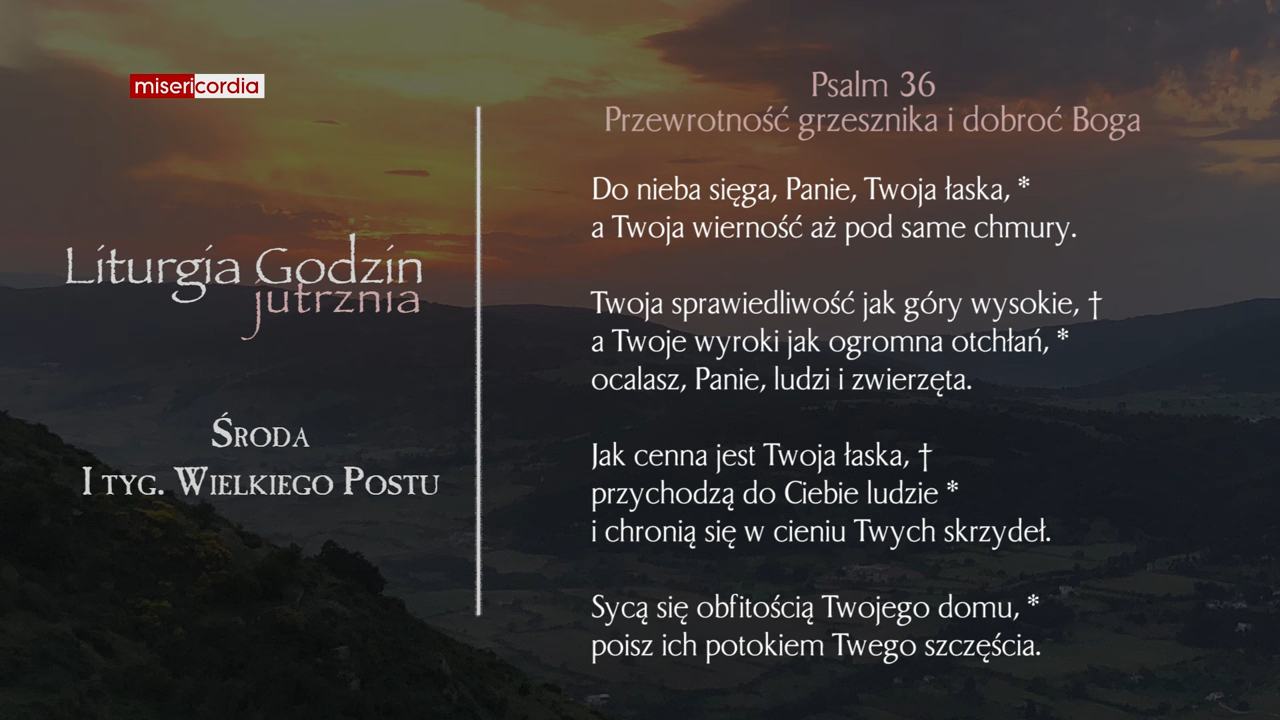 misericordia
Liturgia Godzin
jutrznia
Środa
I tyg. Wielkiego Postu
Psalm 36
Przewrotność grzesznika i dobroć Boga
Do nieba sięga, Panie, Twoja łaska, *
a Twoja wierność aż pod same chmury.
Twoja sprawiedliwość jak góry wysokie, †
a Twoje wyroki jak ogromna otchłań, *
ocalasz, Panie, ludzi i zwierzęta.
Jak cenna jest Twoja łaska, †
przychodzą do Ciebie ludzie *
i chronią się w cieniu Twych skrzydeł.
Sycą się obfitością Twojego domu, *
poisz ich potokiem Twego szczęścia.